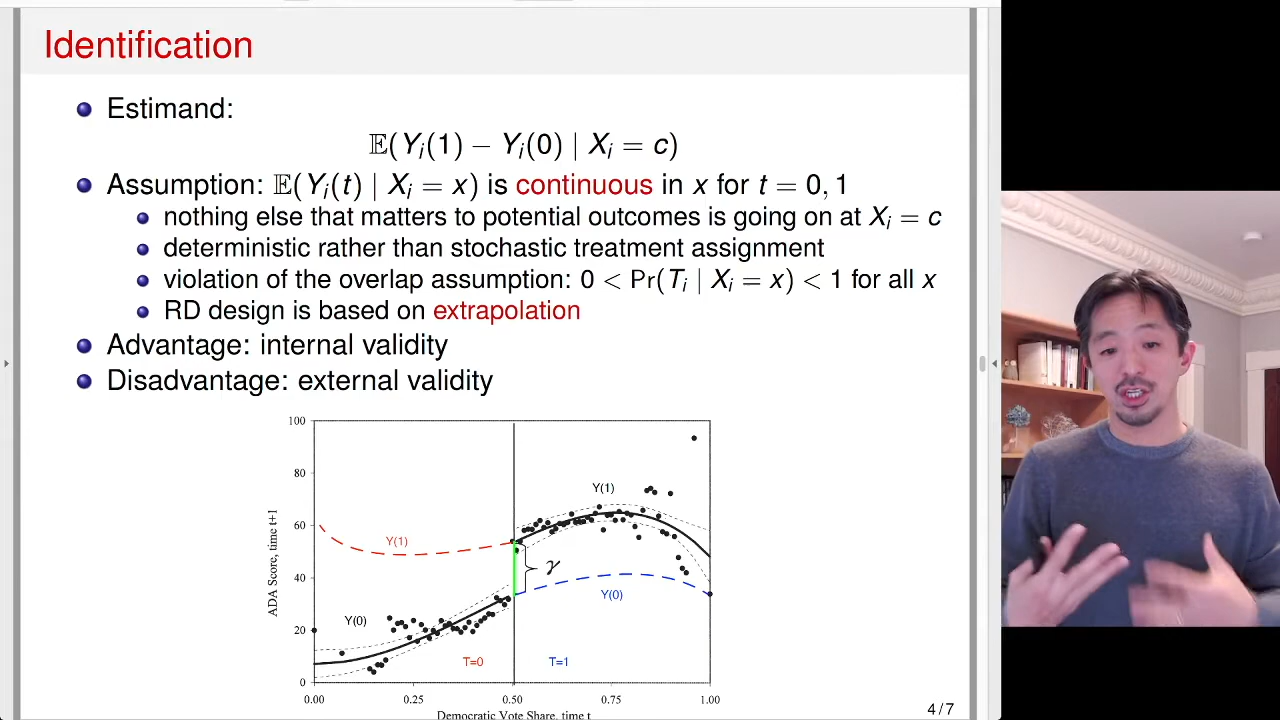 Identification
Estimand:
𝔼(Yᵢ(1) − Yᵢ(0) | Xᵢ = c)
Assumption: 𝔼(Yᵢ(t) | Xᵢ = x) is continuous in x for t = 0, 1
nothing else that matters to potential outcomes is going on at Xᵢ = c
deterministic rather than stochastic treatment assignment
violation of the overlap assumption: 0 < Pr(Tᵢ | Xᵢ = x) < 1 for all x
RD design is based on extrapolation
Advantage: internal validity
Disadvantage: external validity
100
80
60
40
20
0
ADA Score, time t+1
Y(1)
Y(1)
γ
Y(0)
Y(0)
T=0
T=1
0.00
0.25
0.50
0.75
1.00
Democratic Vote Share, time t
4 / 7